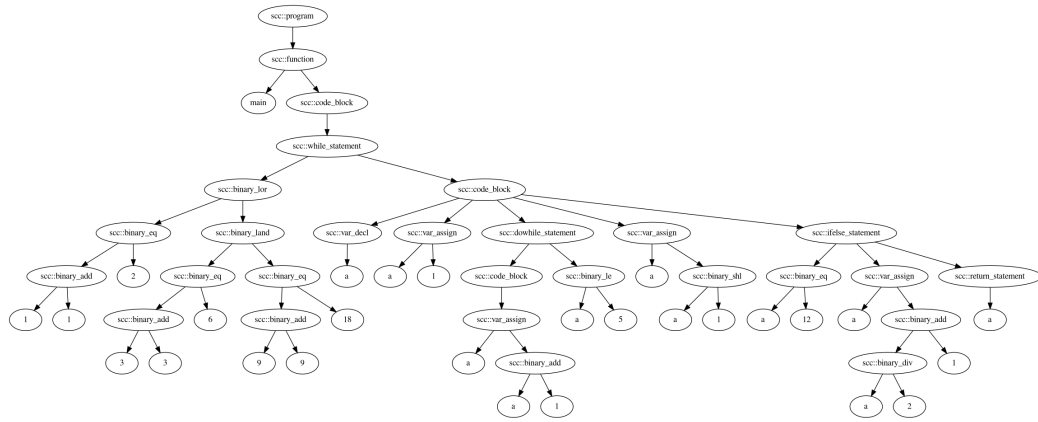 scc::program
scc::function
main scc::code_block
scc::while_statement
scc::binary_lor scc::code_block
scc::binary_eq scc::binary_land scc::var_decl scc::var_assign scc::dowhile_statement scc::var_assign scc::ifelse_statement
scc::binary_add 2 scc::binary_eq scc::binary_eq a a 1 scc::code_block scc::binary_le a scc::binary_shl scc::binary_eq scc::var_assign scc::return_statement
1 1 scc::binary_add 6 scc::binary_add 18 scc::var_assign a 5 a 1 a 12 a scc::binary_add a
3 3 9 9 a scc::binary_add scc::binary_div 1
a 1 a 2